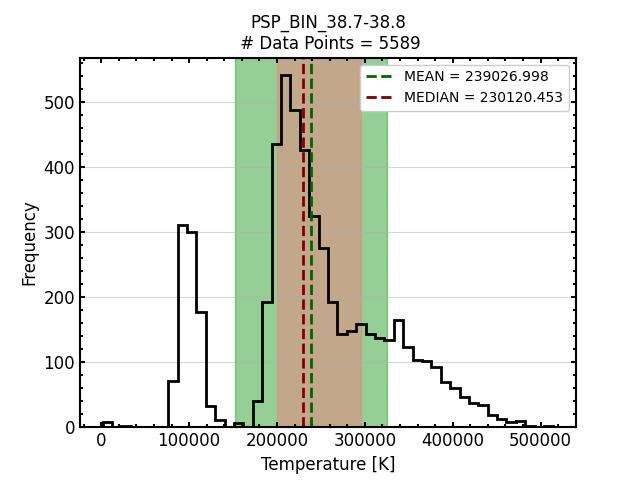 PSP_BIN_38.7-38.8
# Data Points = 5589
MEAN = 239026.998
MEDIAN = 230120.453
Frequency
500
400
300
200
100
0
0 100000 200000 300000 400000 500000
Temperature [K]